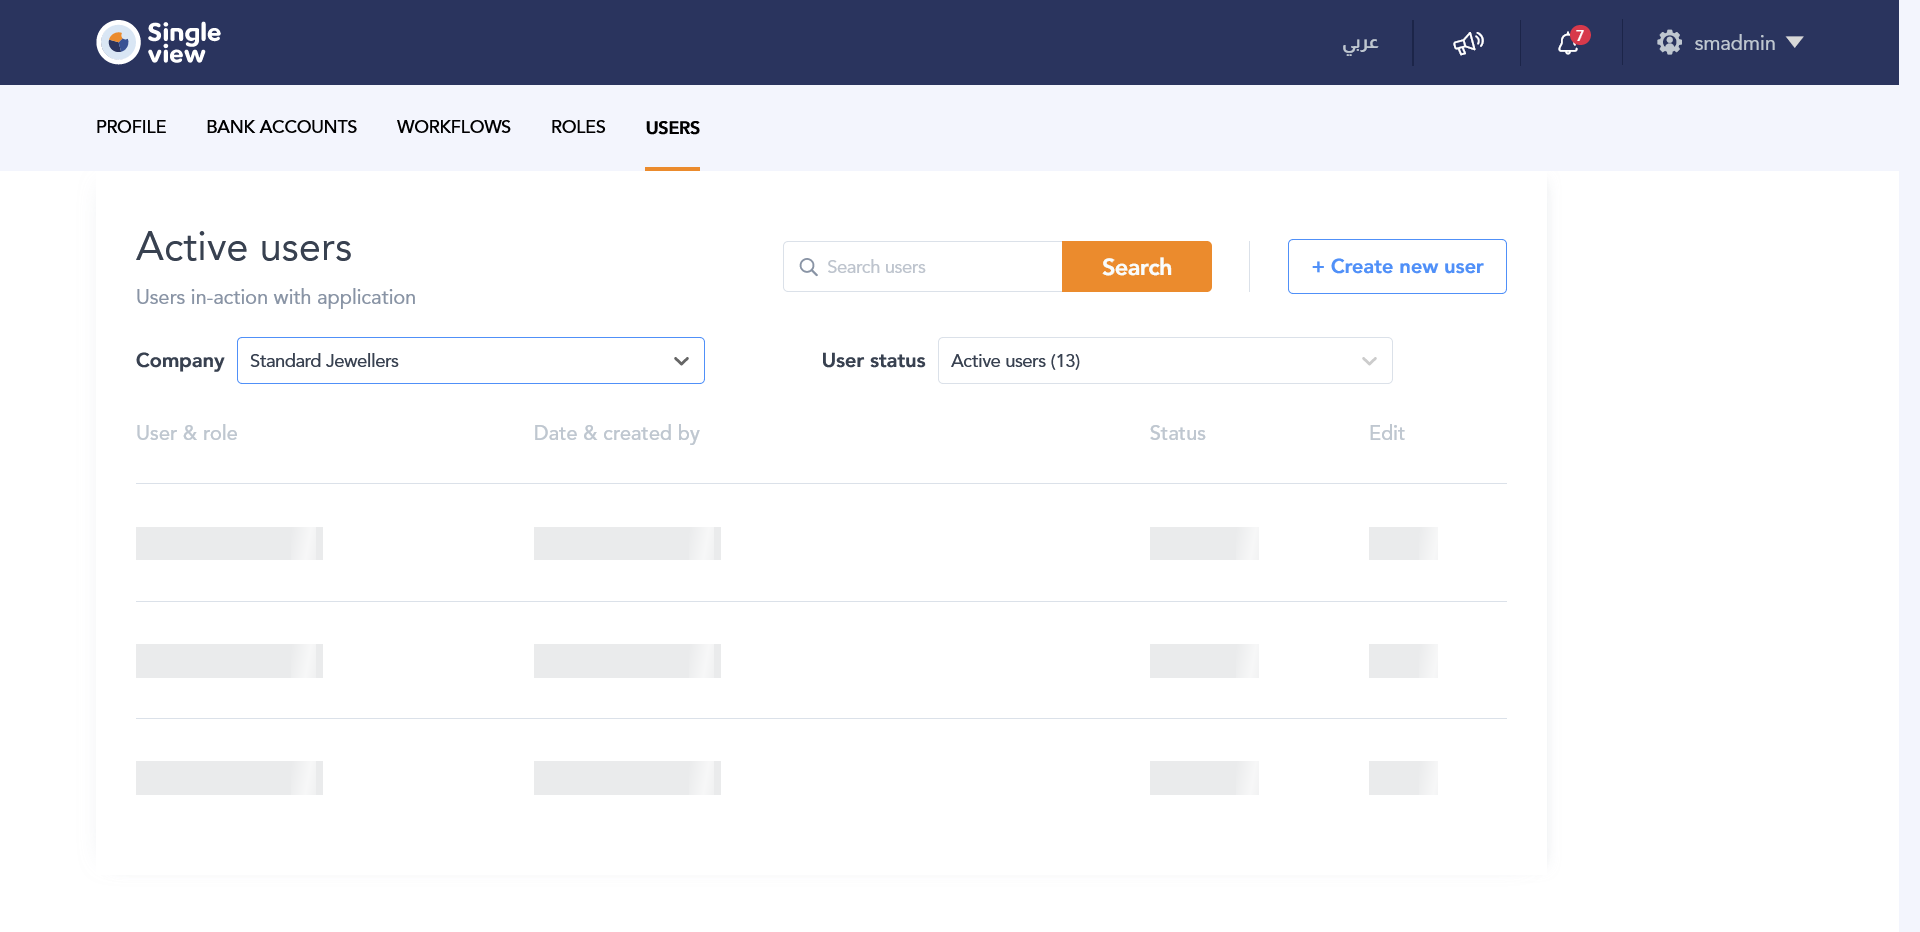 Single
view
عربي
7
smadmin
PROFILE
BANK ACCOUNTS
WORKFLOWS
ROLES
USERS
Active users
Users in-action with application
Search users
Search
+ Create new user
Company
Standard Jewellers
User status
Active users (13)
User & role
Date & created by
Status
Edit